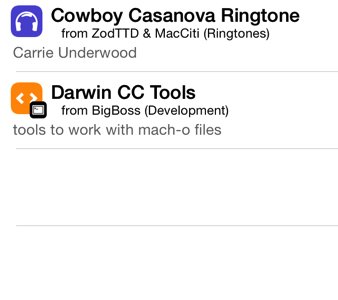 Cowboy Casanova Ringtone
from ZodTTD & MacCiti (Ringtones)
Carrie Underwood
Darwin CC Tools
from BigBoss (Development)
tools to work with mach-o files